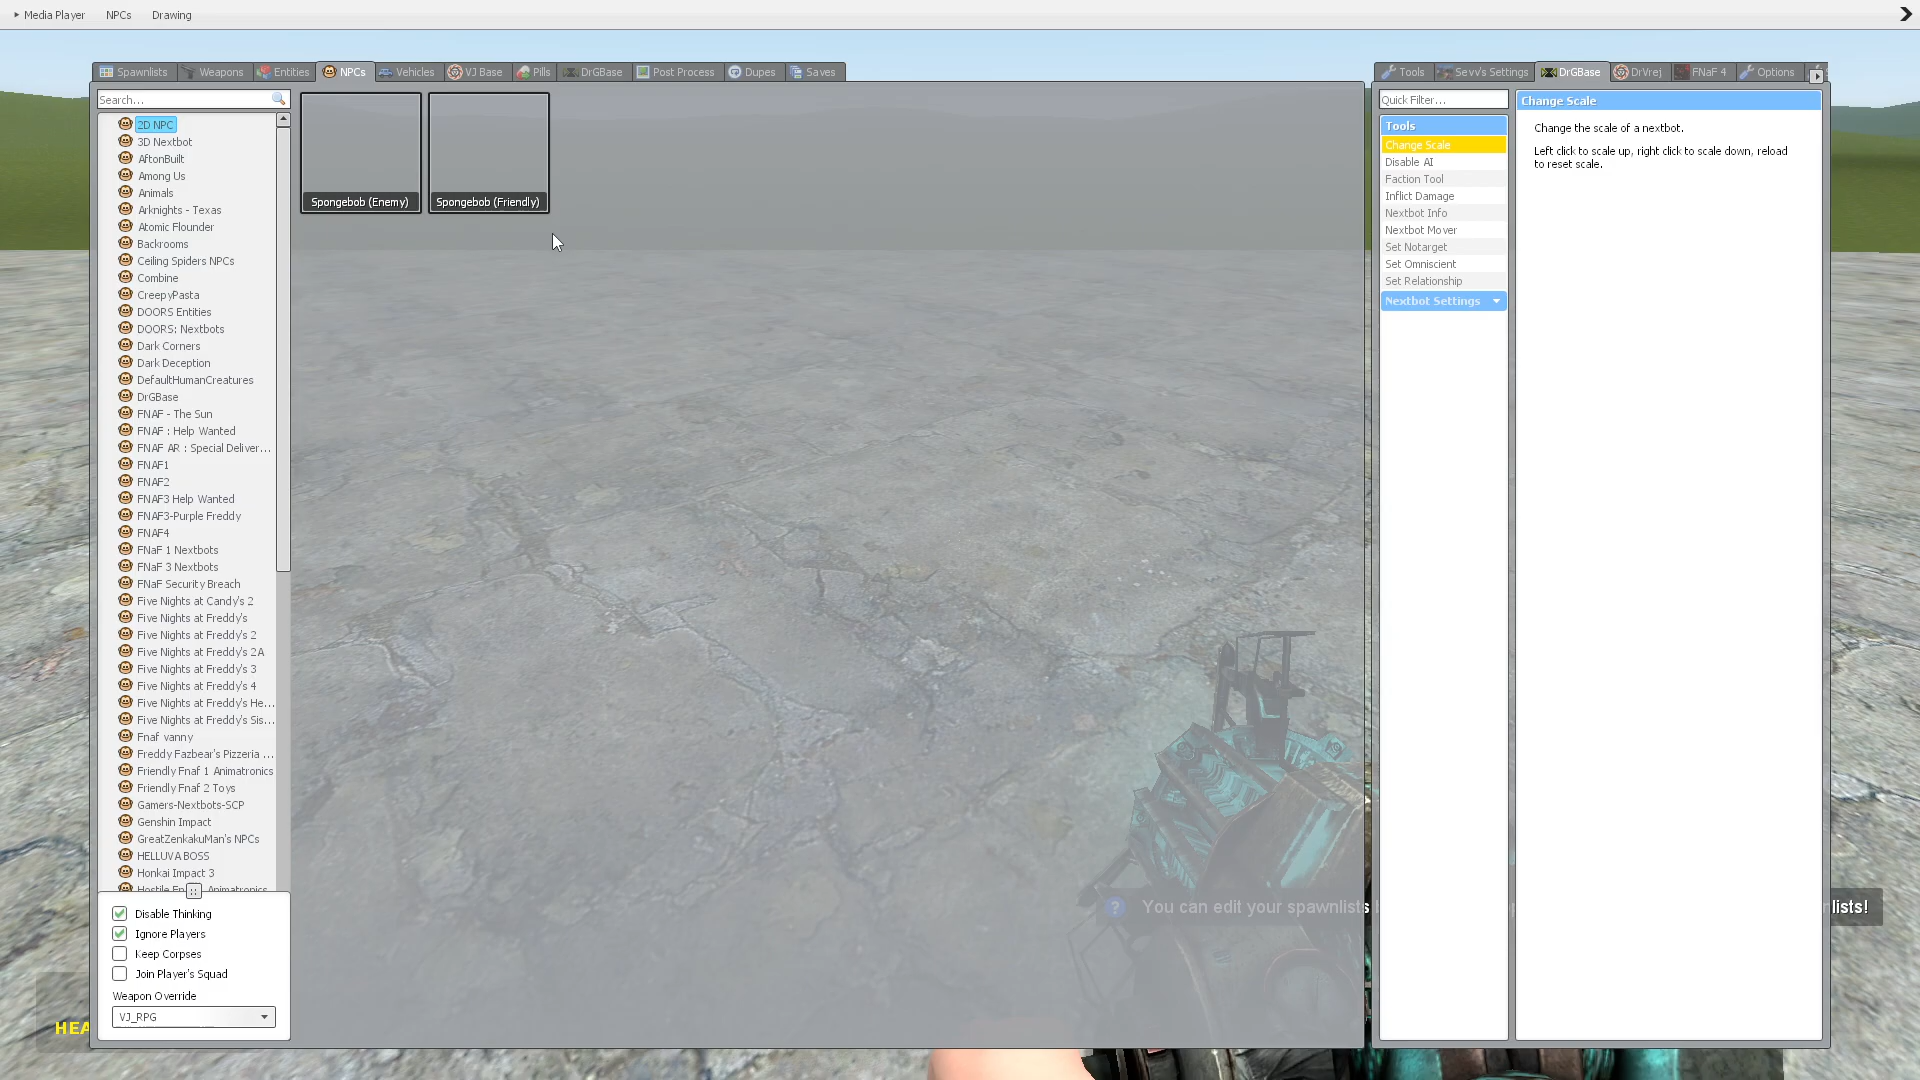 Media Player NPCs Drawing
Spawnlists Weapons Entities NPCs Vehicles VJ Base Pills DrGBase Post Process Dupes Saves
Tools Sevv's Settings DrGBase DrVrej FNaF 4 Options
Search...
2D NPC
3D Nextbot
AftonBuilt
Among Us
Animals
Arknights - Texas
Atomic Flounder
Backrooms
Ceiling Spiders NPCs
Combine
CreepyPasta
DOORS Entities
DOORS: Nextbots
Dark Corners
Dark Deception
DefaultHumanCreatures
DrGBase
FNAF - The Sun
FNAF : Help Wanted
FNAF AR : Special Deliver...
FNAF1
FNAF2
FNAF3 Help Wanted
FNAF3-Purple Freddy
FNAF4
FNaF 1 Nextbots
FNaF 3 Nextbots
FNaF Security Breach
Five Nights at Candy's 2
Five Nights at Freddy's
Five Nights at Freddy's 2
Five Nights at Freddy's 2A
Five Nights at Freddy's 3
Five Nights at Freddy's 4
Five Nights at Freddy's He...
Five Nights at Freddy's Sis...
Fnaf vanny
Freddy Fazbear's Pizzeria ...
Friendly Fnaf 1 Animatronics
Friendly Fnaf 2 Toys
Gamers-Nextbots-SCP
Genshin Impact
GreatZenkakuMan's NPCs
HELLUVA BOSS
Honkai Impact 3
Disable Thinking
Ignore Players
Keep Corpses
Join Player's Squad
Weapon Override
VJ_RPG
Spongebob (Enemy)
Spongebob (Friendly)
Quick Filter...
Tools
Change Scale
Disable AI
Faction Tool
Inflict Damage
Nextbot Info
Nextbot Mover
Set Notarget
Set Omniscient
Set Relationship
Nextbot Settings
Change Scale
Change the scale of a nextbot.
Left click to scale up, right click to scale down, reload
to reset scale.
You can edit your spawnlists lists!
HEA